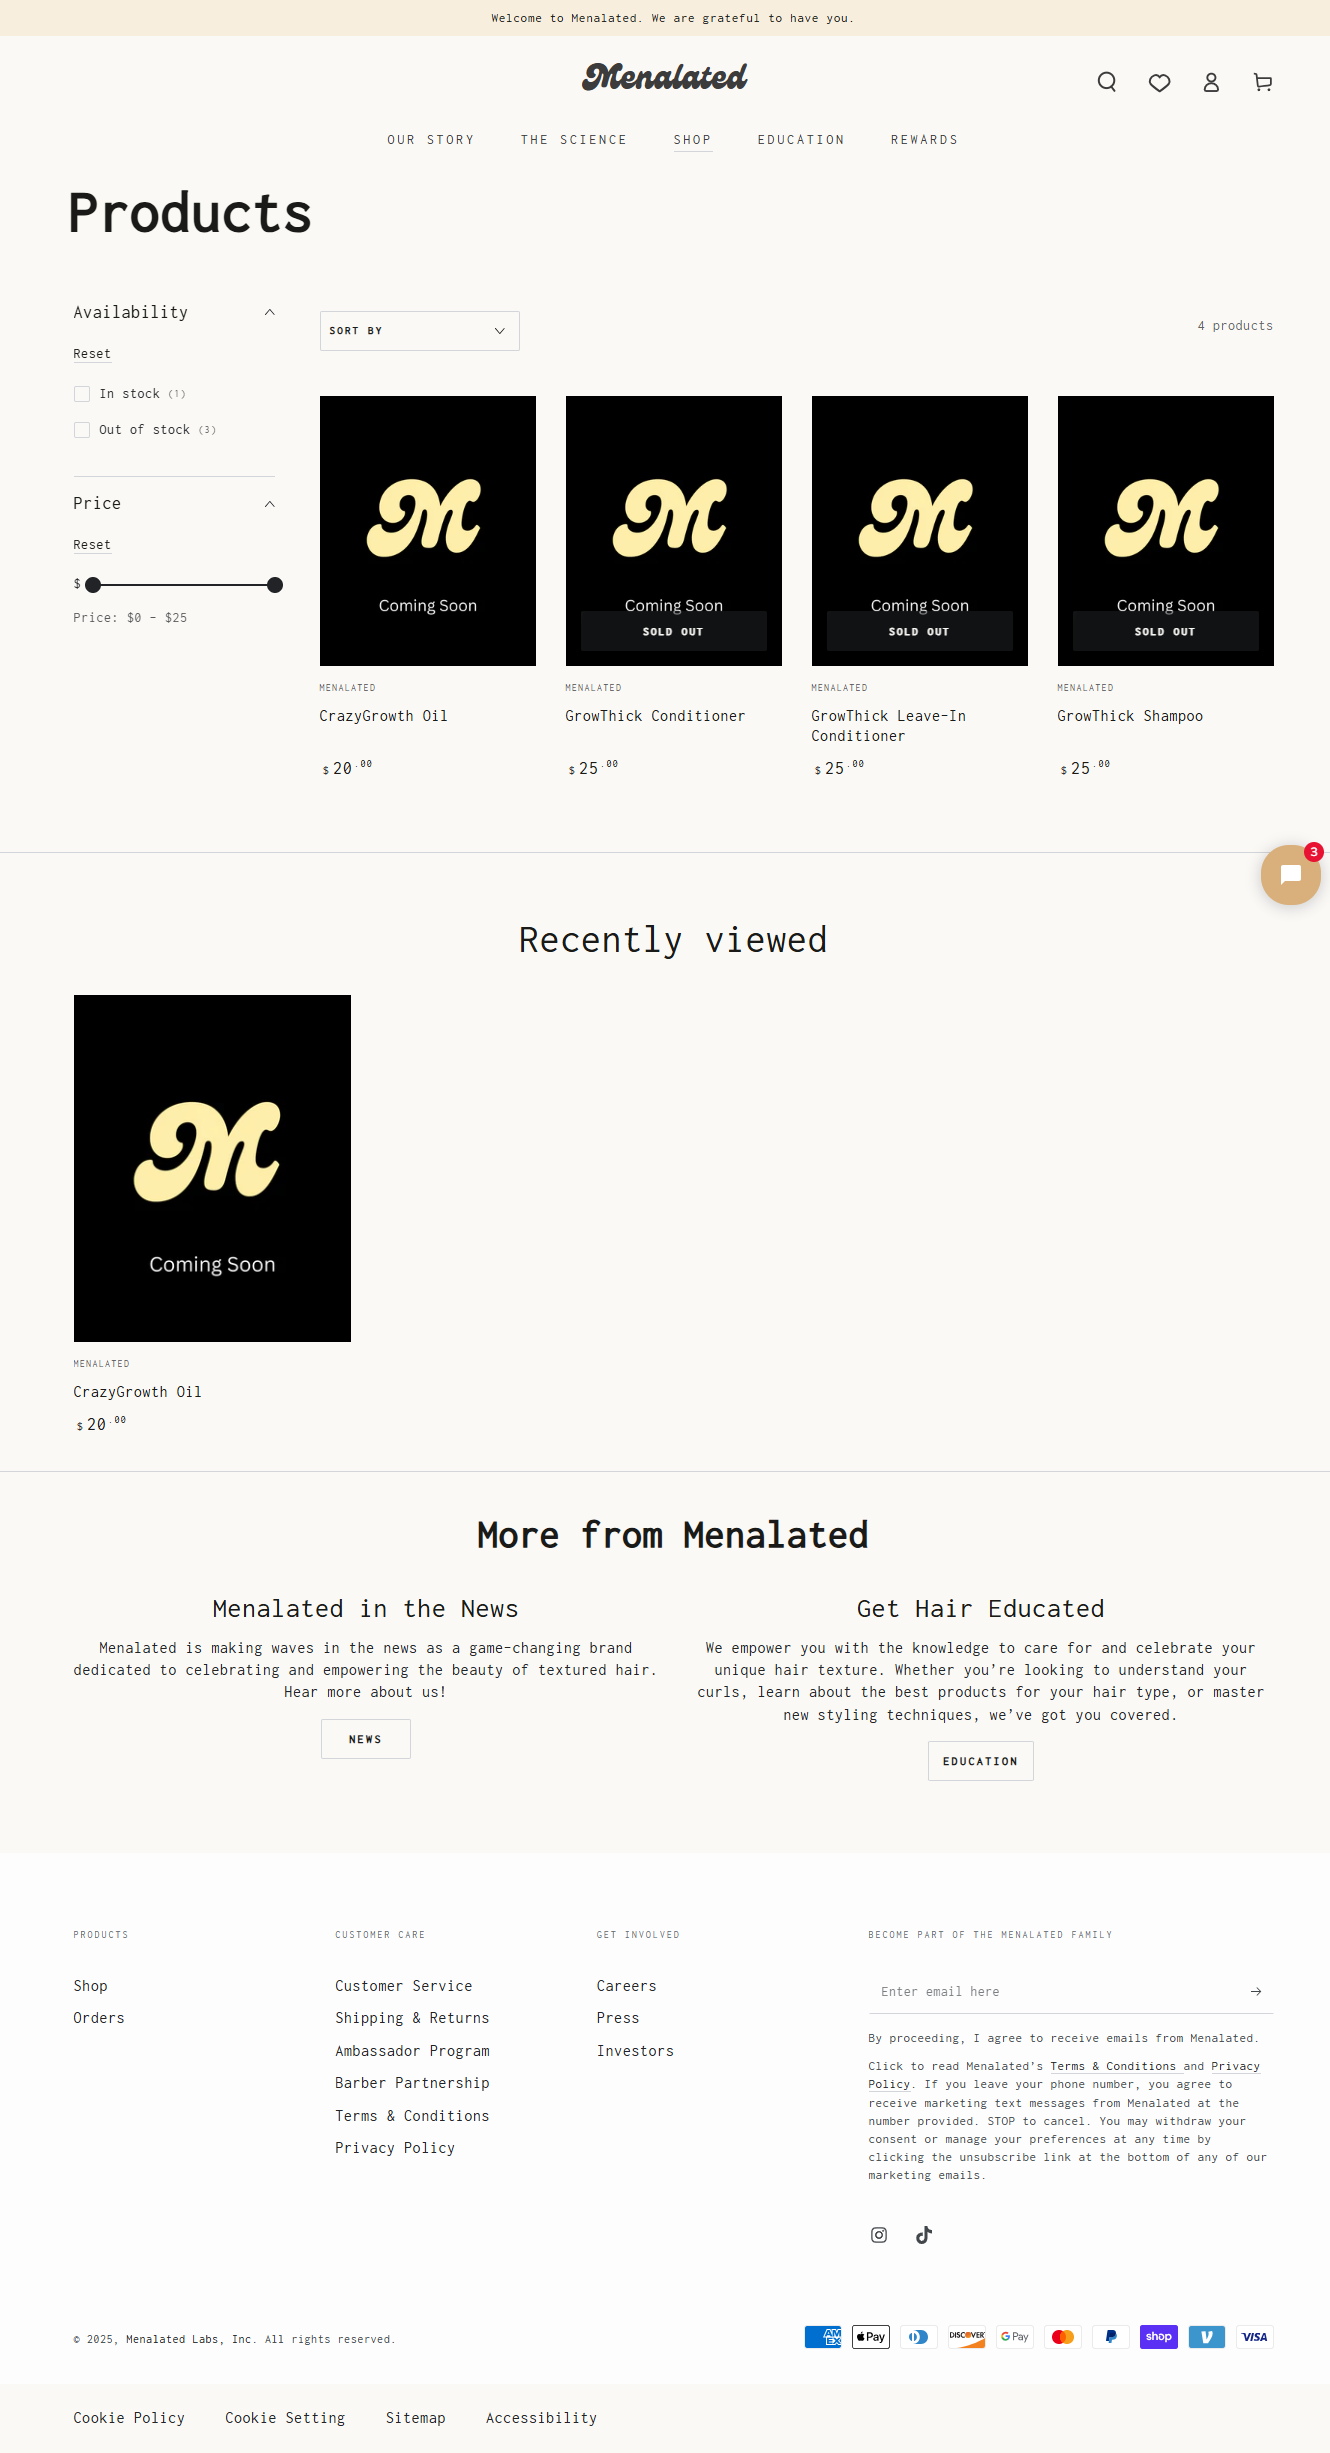 Welcome to Menalated. We are grateful to have you.
Menalated
OUR STORY THE SCIENCE SHOP EDUCATION REWARDS
Products
Availability
Reset
In stock (1)
Out of stock (3)
Price
Reset
$
Price: $0 - $25
SORT BY
4 products
M
Coming Soon
MENALATED
CrazyGrowth Oil
$20.00
M
Coming Soon
SOLD OUT
MENALATED
GrowThick Conditioner
$25.00
M
Coming Soon
SOLD OUT
MENALATED
GrowThick Leave-In
Conditioner
$25.00
M
Coming Soon
SOLD OUT
MENALATED
GrowThick Shampoo
$25.00
3
Recently viewed
M
Coming Soon
MENALATED
CrazyGrowth Oil
$20.00
More from Menalated
Menalated in the News
Menalated is making waves in the news as a game-changing brand
dedicated to celebrating and empowering the beauty of textured hair.
Hear more about us!
NEWS
Get Hair Educated
We empower you with the knowledge to care for and celebrate your
unique hair texture. Whether you’re looking to understand your
curls, learn about the best products for your hair type, or master
new styling techniques, we’ve got you covered.
EDUCATION
PRODUCTS
Shop
Orders
CUSTOMER CARE
Customer Service
Shipping & Returns
Ambassador Program
Barber Partnership
Terms & Conditions
Privacy Policy
GET INVOLVED
Careers
Press
Investors
BECOME PART OF THE MENALATED FAMILY
Enter email here
By proceeding, I agree to receive emails from Menalated.
Click to read Menalated’s Terms & Conditions and Privacy
Policy. If you leave your phone number, you agree to
receive marketing text messages from Menalated at the
number provided. STOP to cancel. You may withdraw your
consent or manage your preferences at any time by
clicking the unsubscribe link at the bottom of any of our
marketing emails.
© 2025, Menalated Labs, Inc. All rights reserved.
AMEX Pay DISCOVER G Pay shop V VISA
Cookie Policy Cookie Setting Sitemap Accessibility